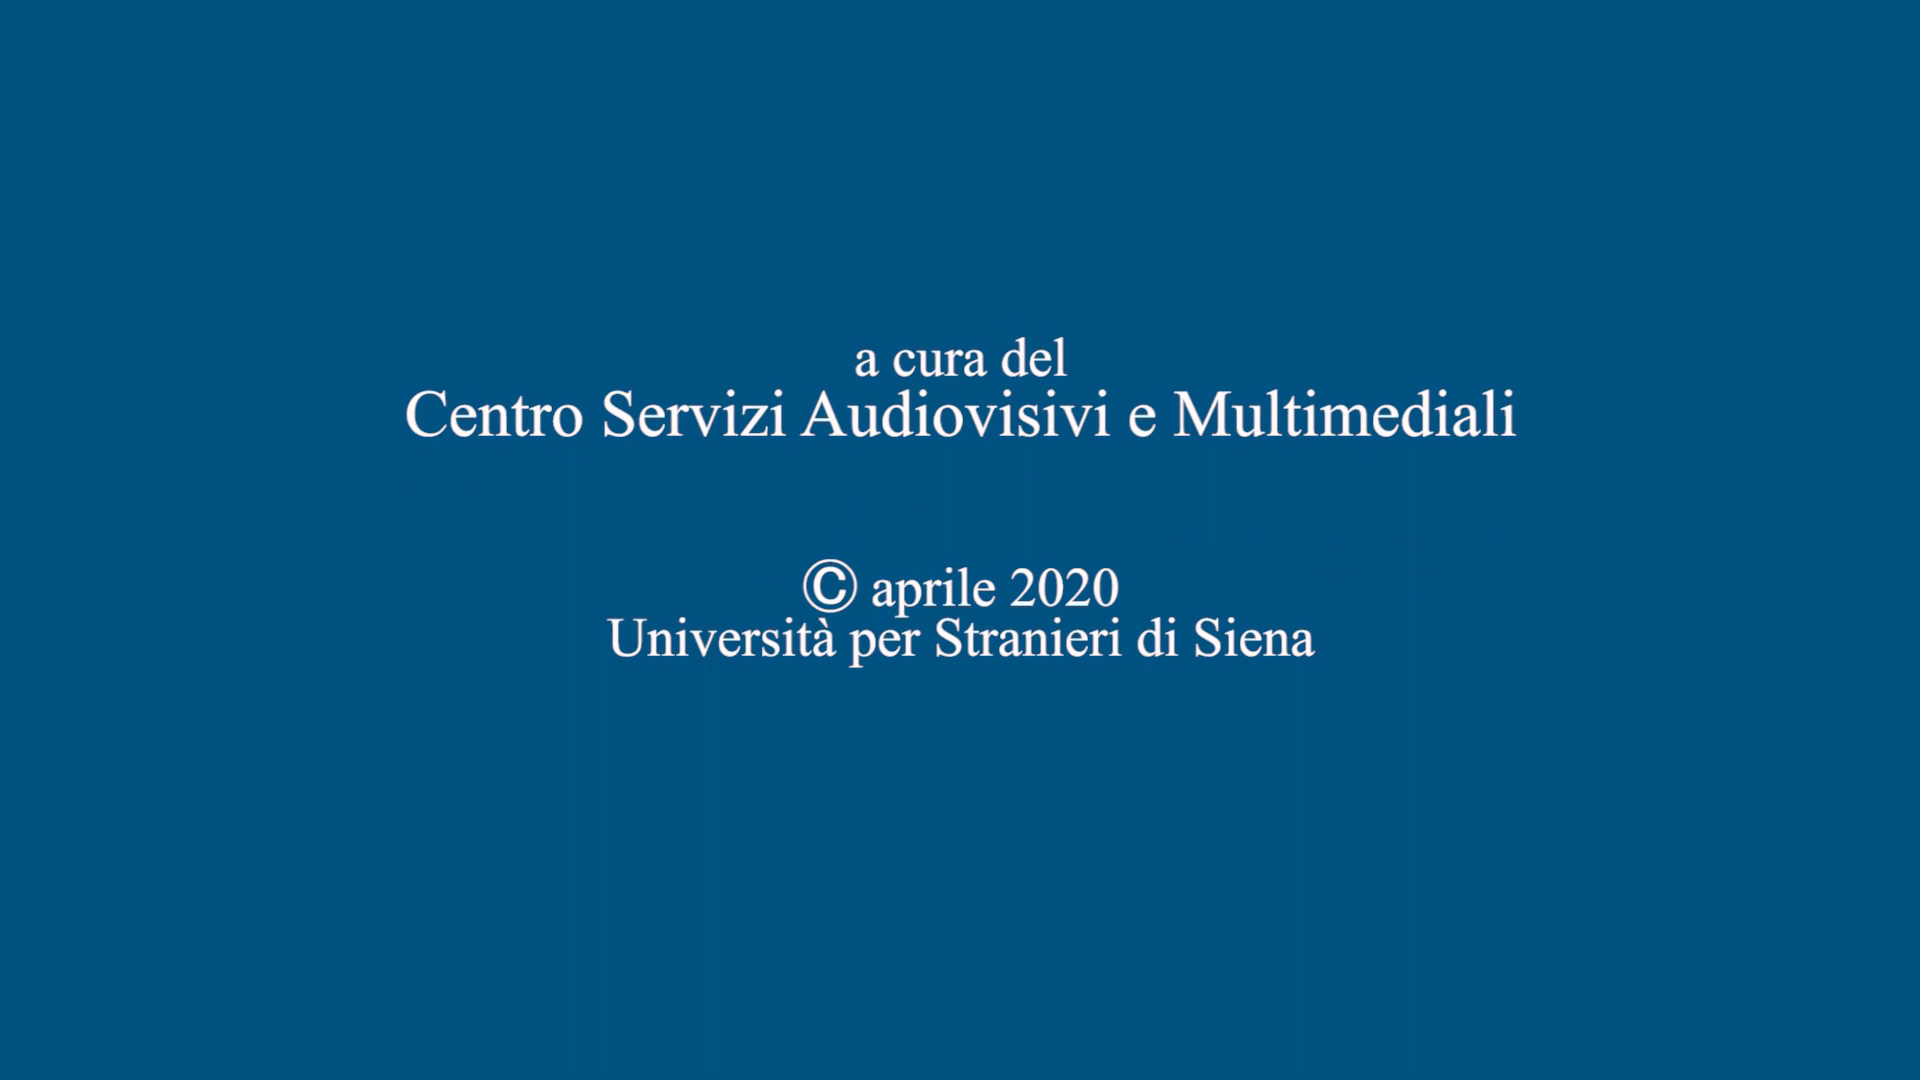 a cura del
Centro Servizi Audiovisivi e Multimediali
© aprile 2020
Università per Stranieri di Siena